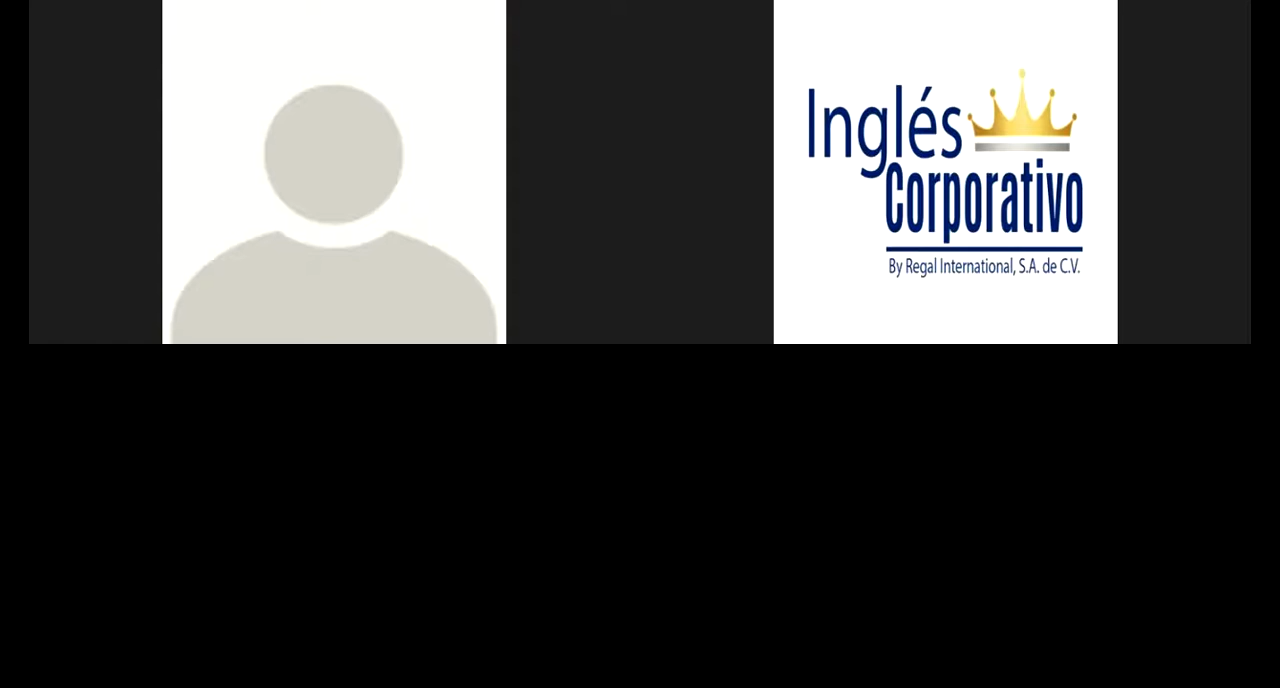 Inglés
Corporativo
By Regal International, S.A. de C.V.